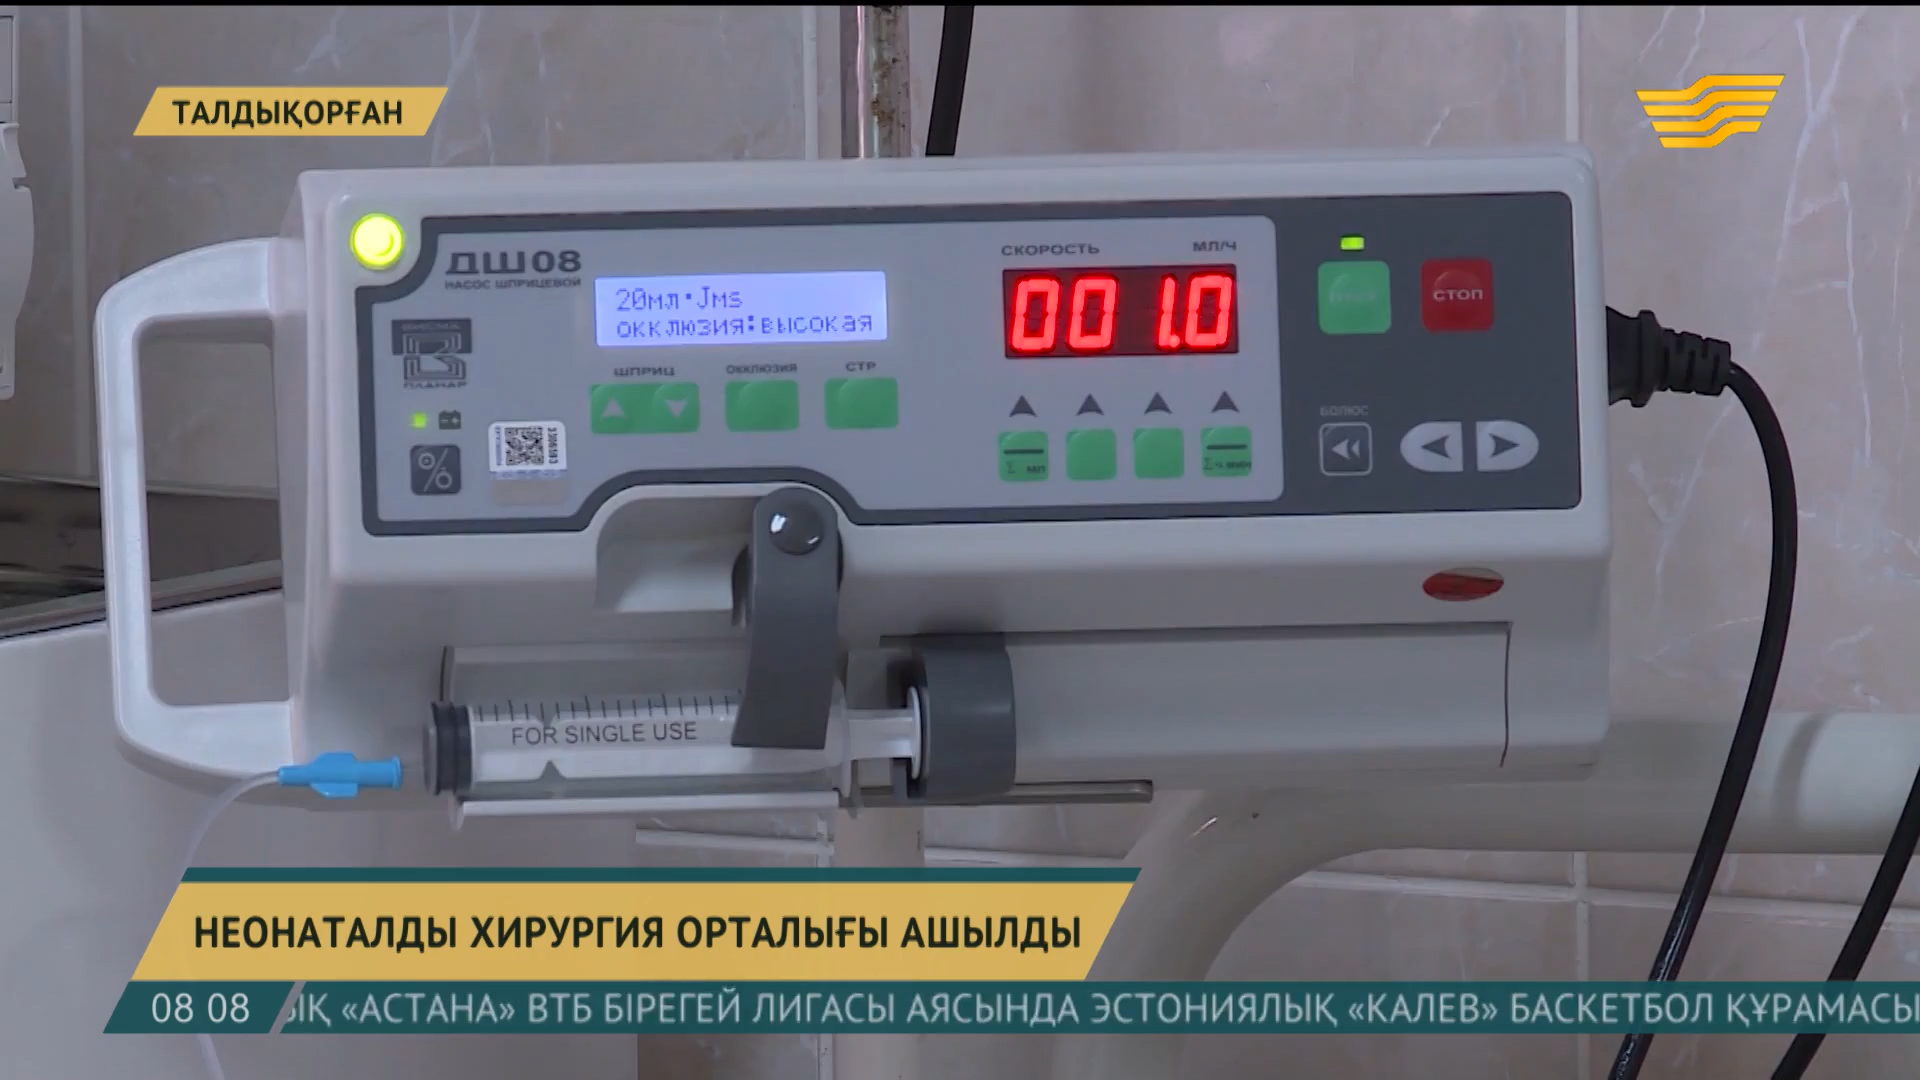 ТАЛДЫҚОРҒАН
ДШ08
НАСОС ШПРИЦЕВОЙ
20мл·Jms
окклюзия:высокая
СКОРОСТЬ
МЛ/Ч
001.0
СТОП
ПЛАНАР
ШПРИЦ
ОККЛЮЗИЯ
СТР
БОЛЮС
Σ МЛ
FOR SINGLE USE
НЕОНАТАЛДЫ ХИРУРГИЯ ОРТАЛЫҒЫ АШЫЛДЫ
08 08
ЫҚ «АСТАНА» ВТБ БІРЕГЕЙ ЛИГАСЫ АЯСЫНДА ЭСТОНИЯЛЫҚ «КАЛЕВ» БАСКЕТБОЛ ҚҰРАМАСЫ